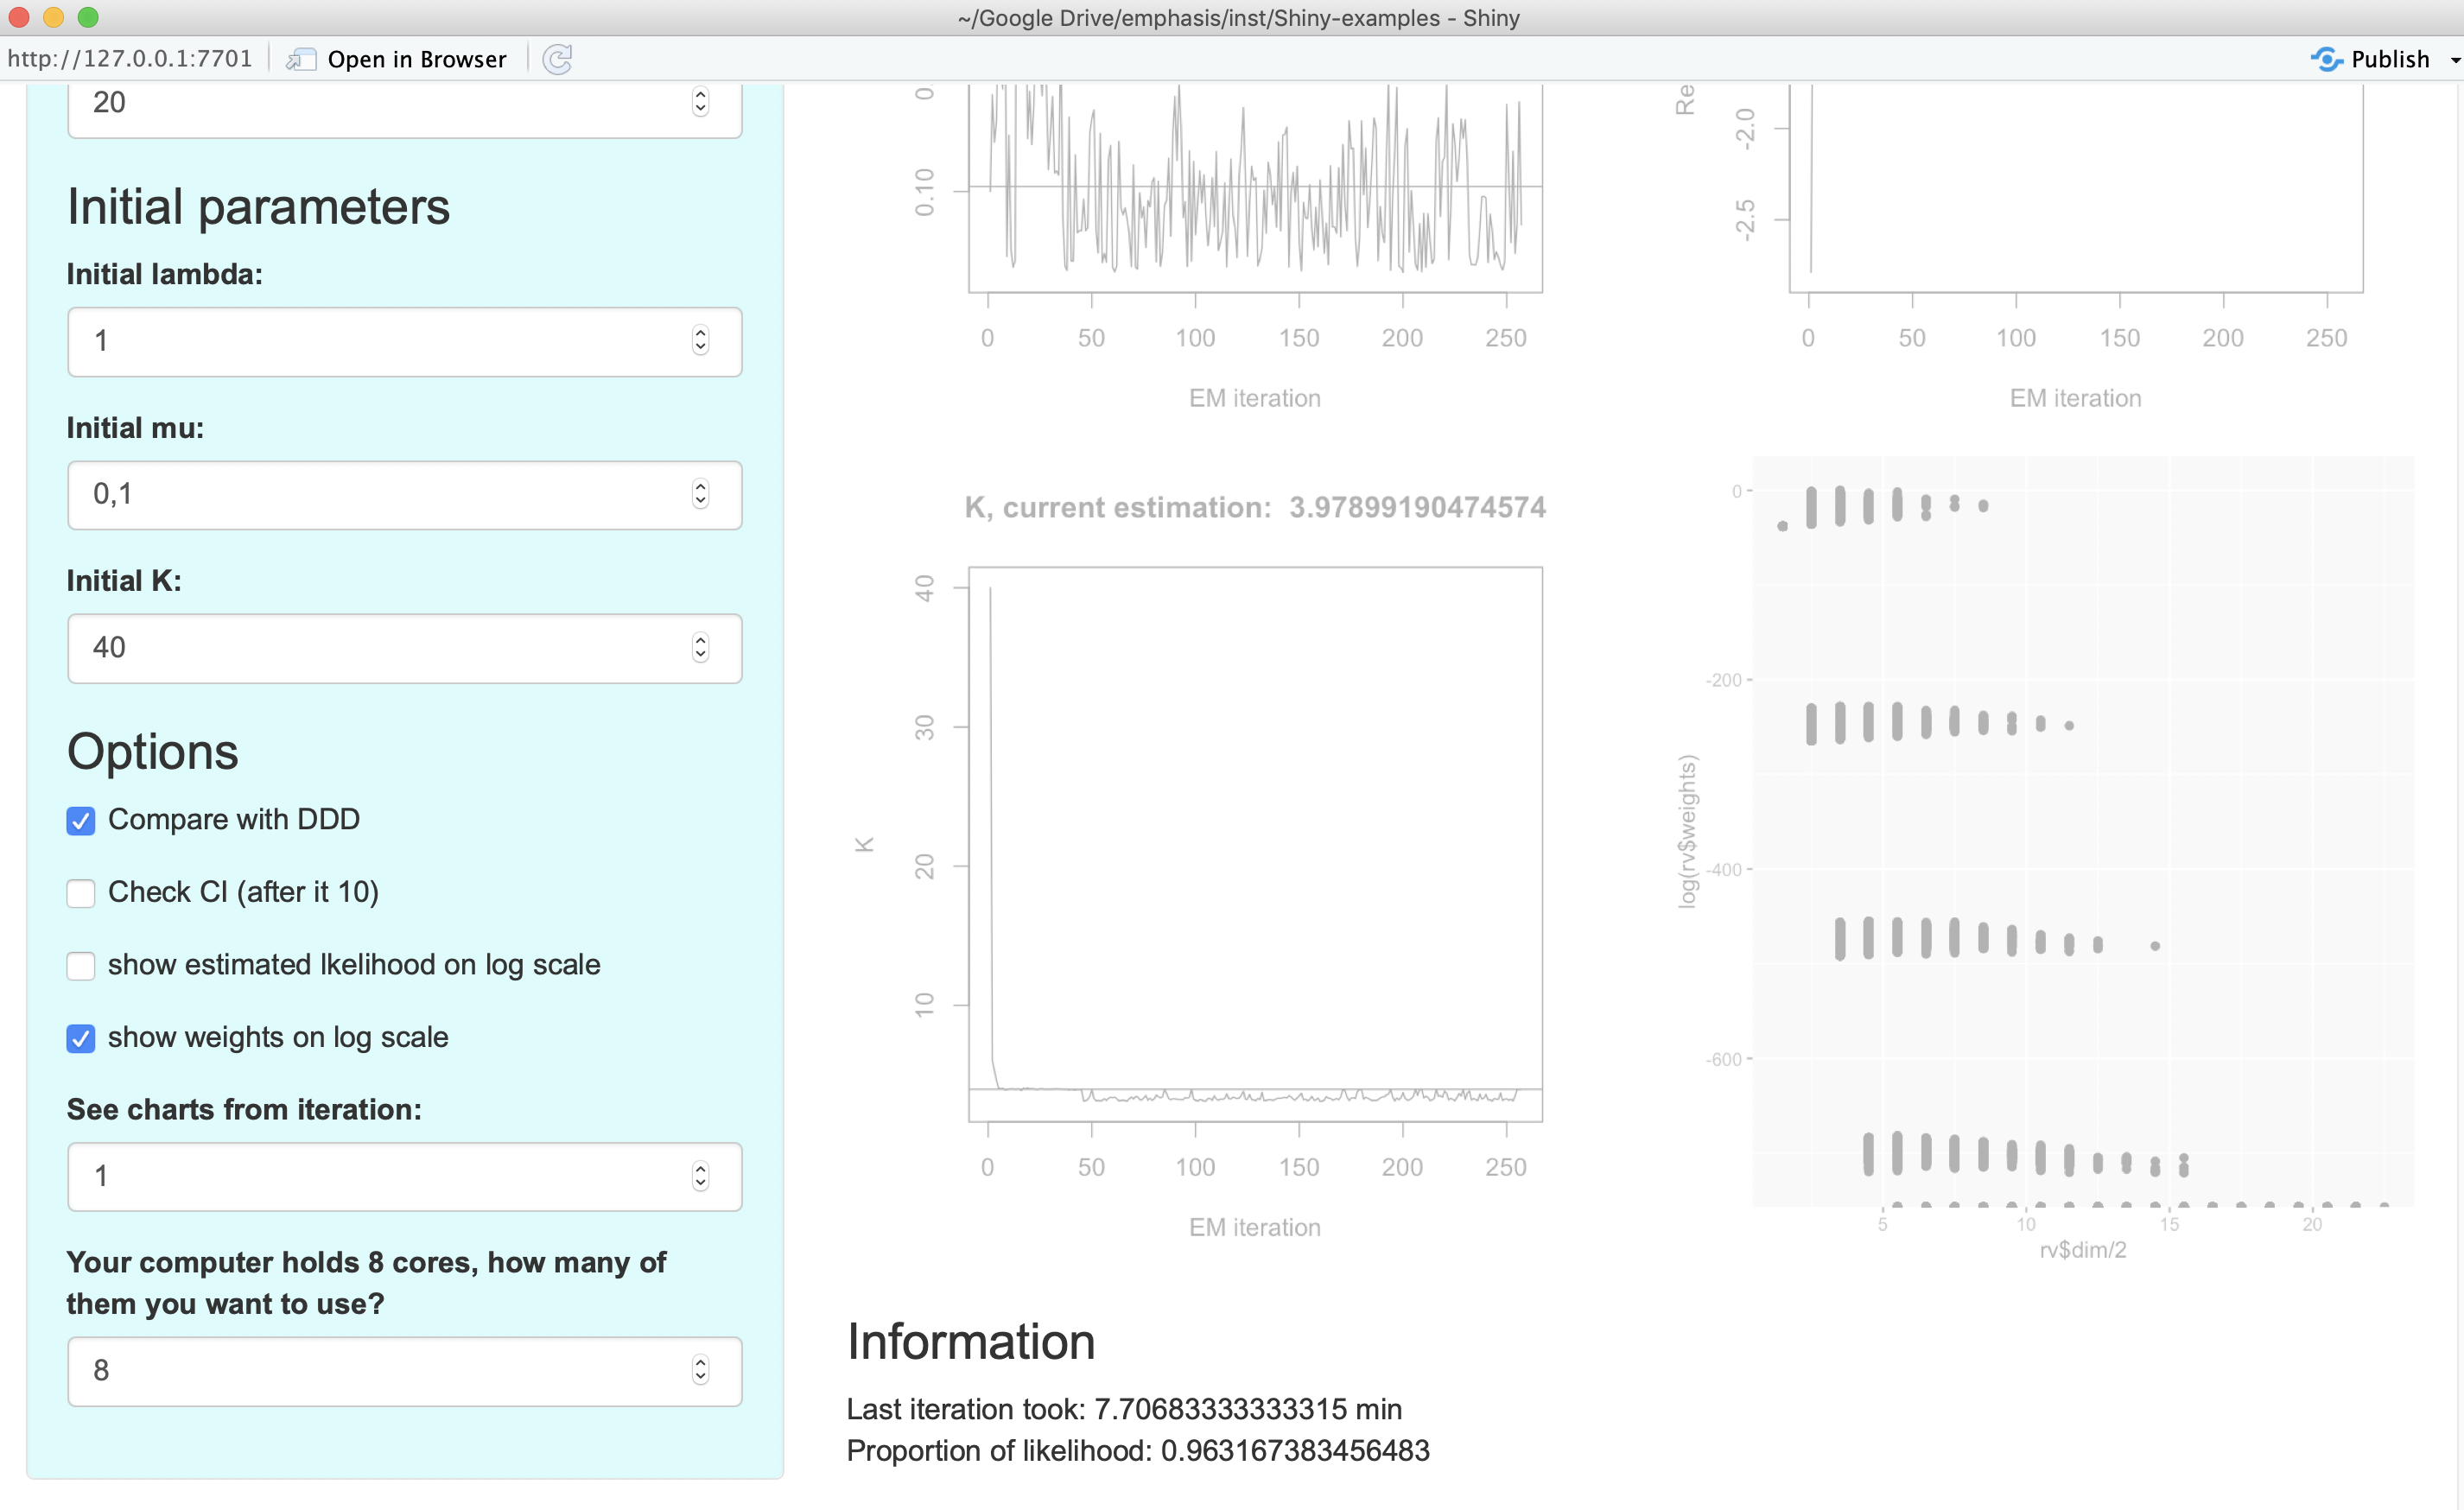 ~/Google Drive/emphasis/inst/Shiny-examples - Shiny
http://127.0.0.1:7701 Open in Browser Publish
20
Initial parameters
Initial lambda:
1
Initial mu:
0,1
Initial K:
40
Options
Compare with DDD
Check CI (after it 10)
show estimated lkelihood on log scale
show weights on log scale
See charts from iteration:
1
Your computer holds 8 cores, how many of
them you want to use?
8
0.10
0 50 100 150 200 250
EM iteration
Re
-2.0
-2.5
0 50 100 150 200 250
EM iteration
K, current estimation: 3.97899190474574
K
40
30
20
10
0 50 100 150 200 250
EM iteration
log(rv$weights)
0
-200
-400
-600
5 10 15 20
rv$dim/2
Information
Last iteration took: 7.70683333333315 min
Proportion of likelihood: 0.963167383456483